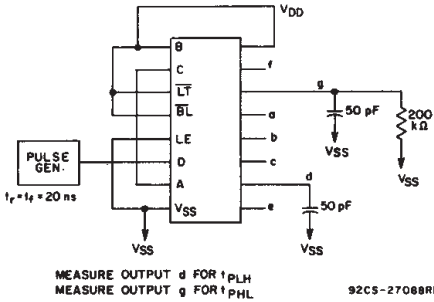 VDD
B
C
LT
BL
LE
D
A
VSS
f
g
a
b
c
d
e
50 pF
VSS
200
kΩ
VSS
PULSE
GEN.
tr=tf=20 ns
VSS
50 pF
VSS
MEASURE OUTPUT d FOR tPLH
MEASURE OUTPUT g FOR tPHL
92CS-27088RI